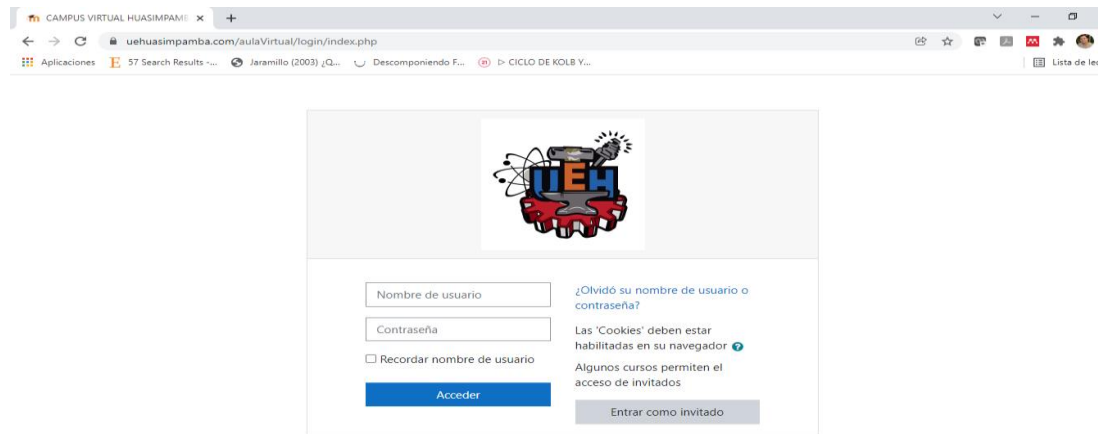 CAMPUS VIRTUAL HUASIMPAM
uehuasimpamba.com/aulaVirtual/login/index.php
Aplicaciones
57 Search Results -...
Jaramillo (2003) ¿Q...
Descomponiendo F...
▷ CICLO DE KOLB Y...
Lista de lec
UEH
Nombre de usuario
Contraseña
Recordar nombre de usuario
Acceder
¿Olvidó su nombre de usuario o
contraseña?
Las 'Cookies' deben estar
habilitadas en su navegador
Algunos cursos permiten el
acceso de invitados
Entrar como invitado